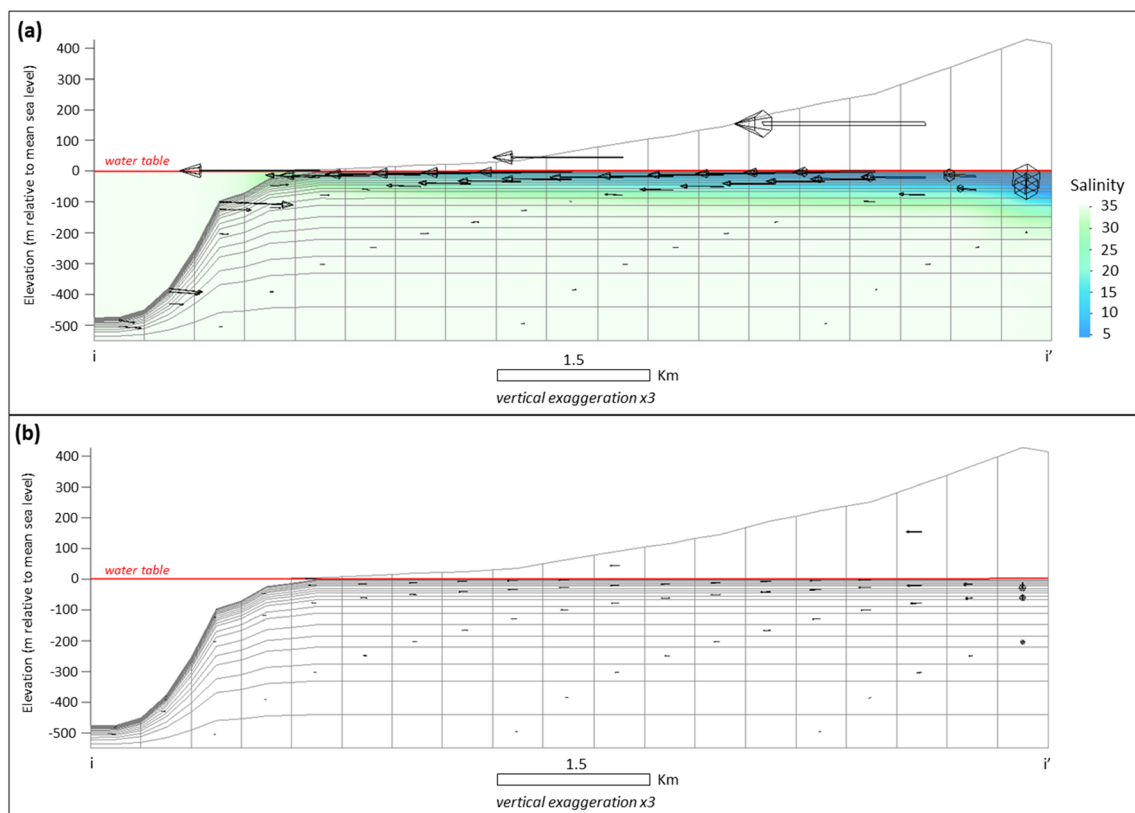 (a)
Elevation (m relative to mean sea level)
400
300
200
100
0
-100
-200
-300
-400
-500
water table
Salinity
35
30
25
20
15
10
5
i
i'
1.5
Km
vertical exaggeration x3
(b)
Elevation (m relative to mean sea level)
400
300
200
100
0
-100
-200
-300
-400
-500
water table
i
i'
1.5
Km
vertical exaggeration x3